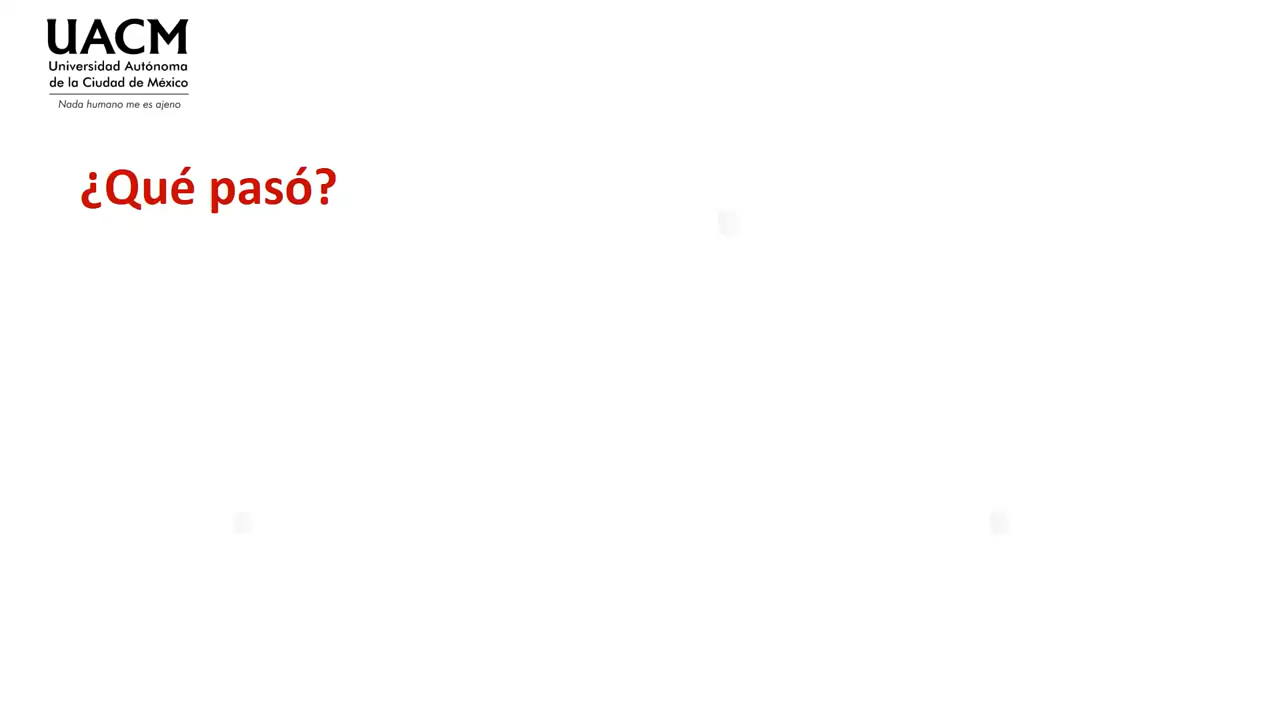 UACM
Universidad Autónoma
de la Ciudad de México
Nada humano me es ajeno
¿Qué pasó?